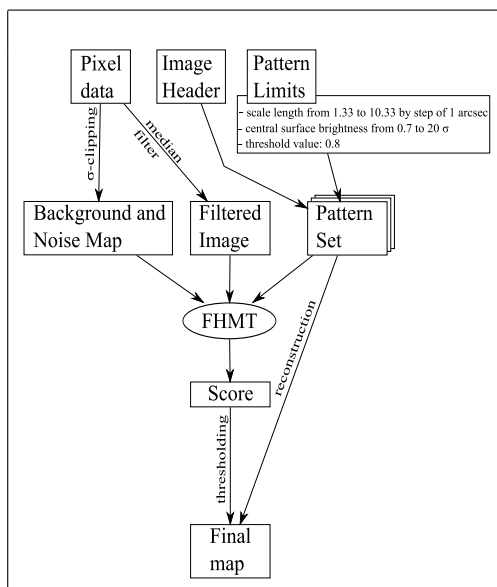 Pixel
data
Image
Header
Pattern
Limits
- scale length from 1.33 to 10.33 by step of 1 arcsec
- central surface brightness from 0.7 to 20 σ
- threshold value: 0.8
σ-clipping
median
filter
Background and
Noise Map
Filtered
Image
Pattern
Set
FHMT
reconstruction
Score
thresholding
Final
map